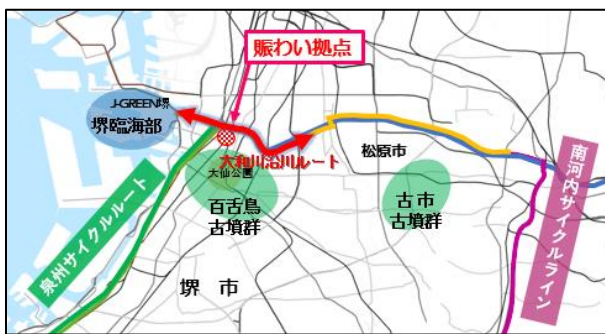 賑わい拠点
J-GREEN堺
堺臨海部
大和川沿川ルート
松原市
大仙公園
百舌鳥
古墳群
古市
古墳群
泉州サイクルルート
南河内サイクルライン
堺市